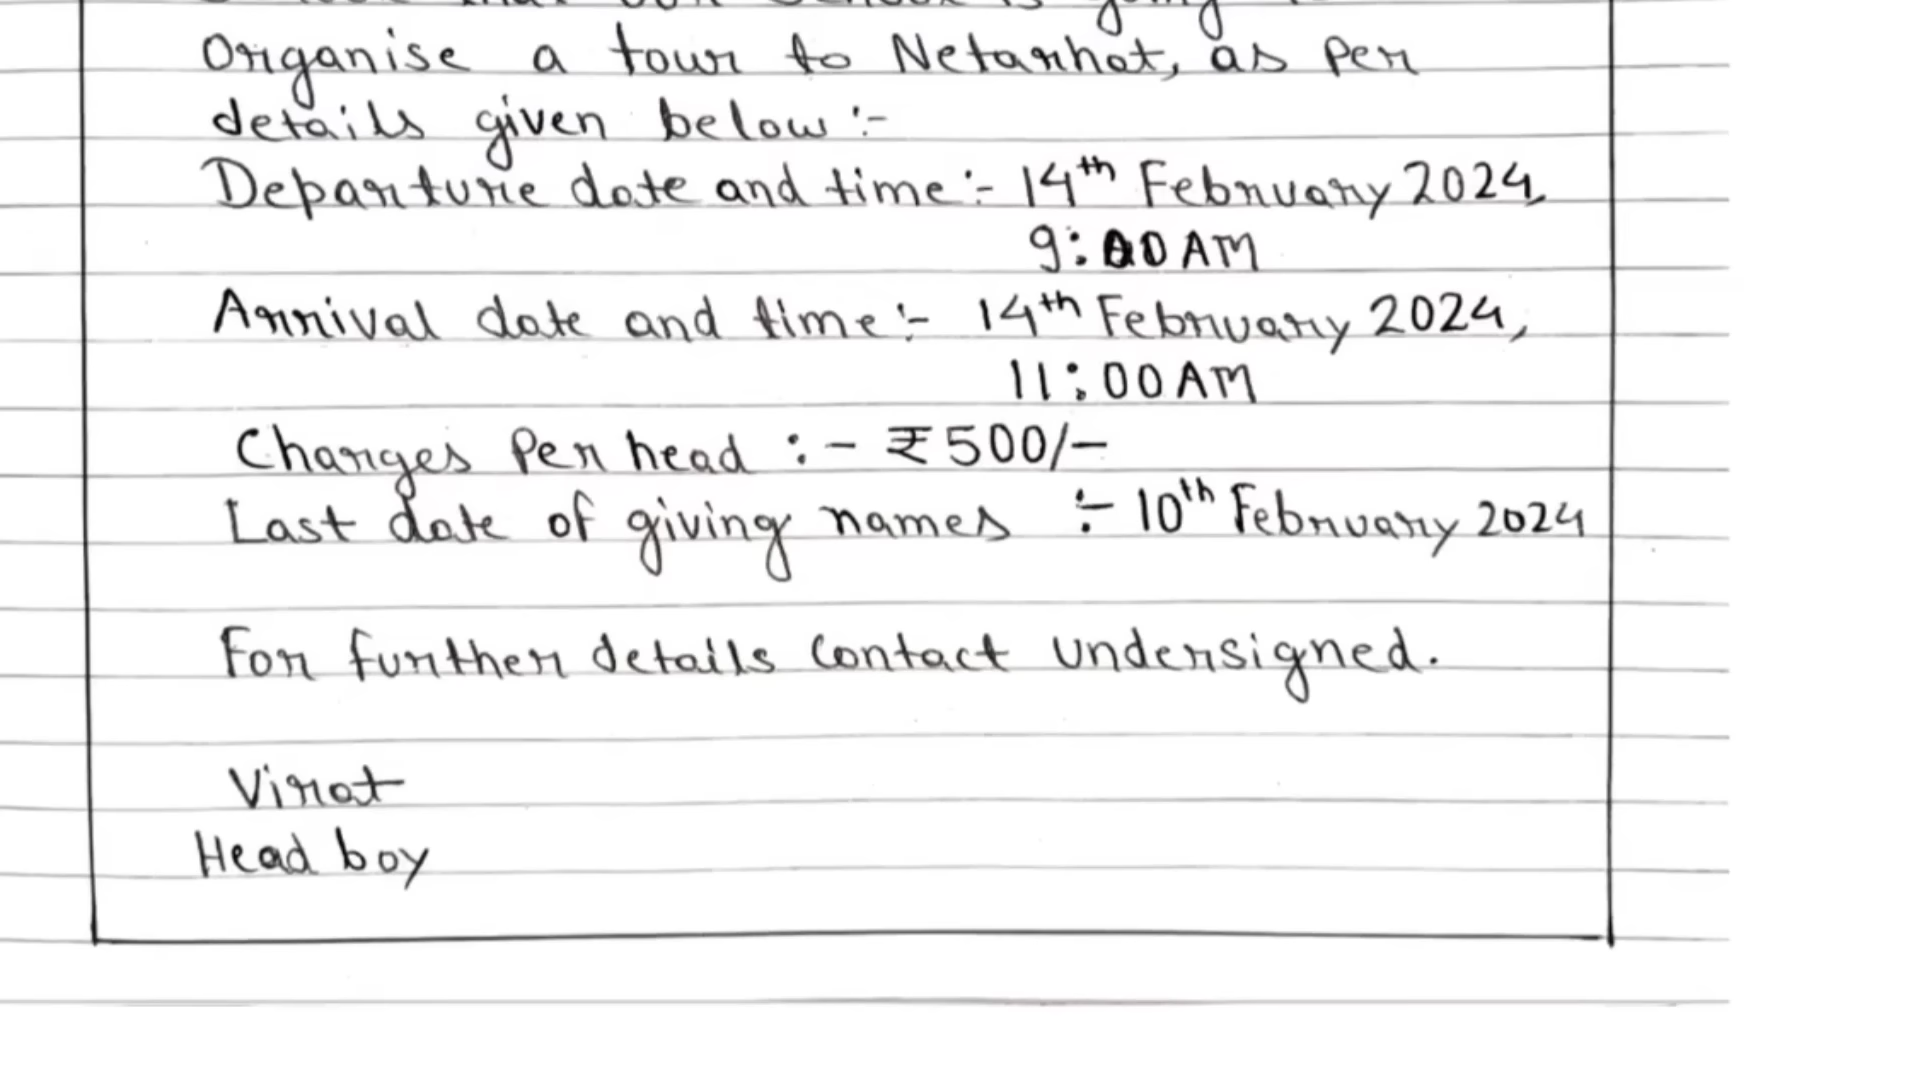 Organise a tour to Netarhat, as per
details given below :-
Departure date and time :- 14th February 2024,
9:00 AM
Arrival date and time :- 14th February 2024,
11:00 AM
Charges Per head :- ₹500/-
Last date of giving names :- 10th February 2024
For further details contact undersigned.
Virat
Head boy